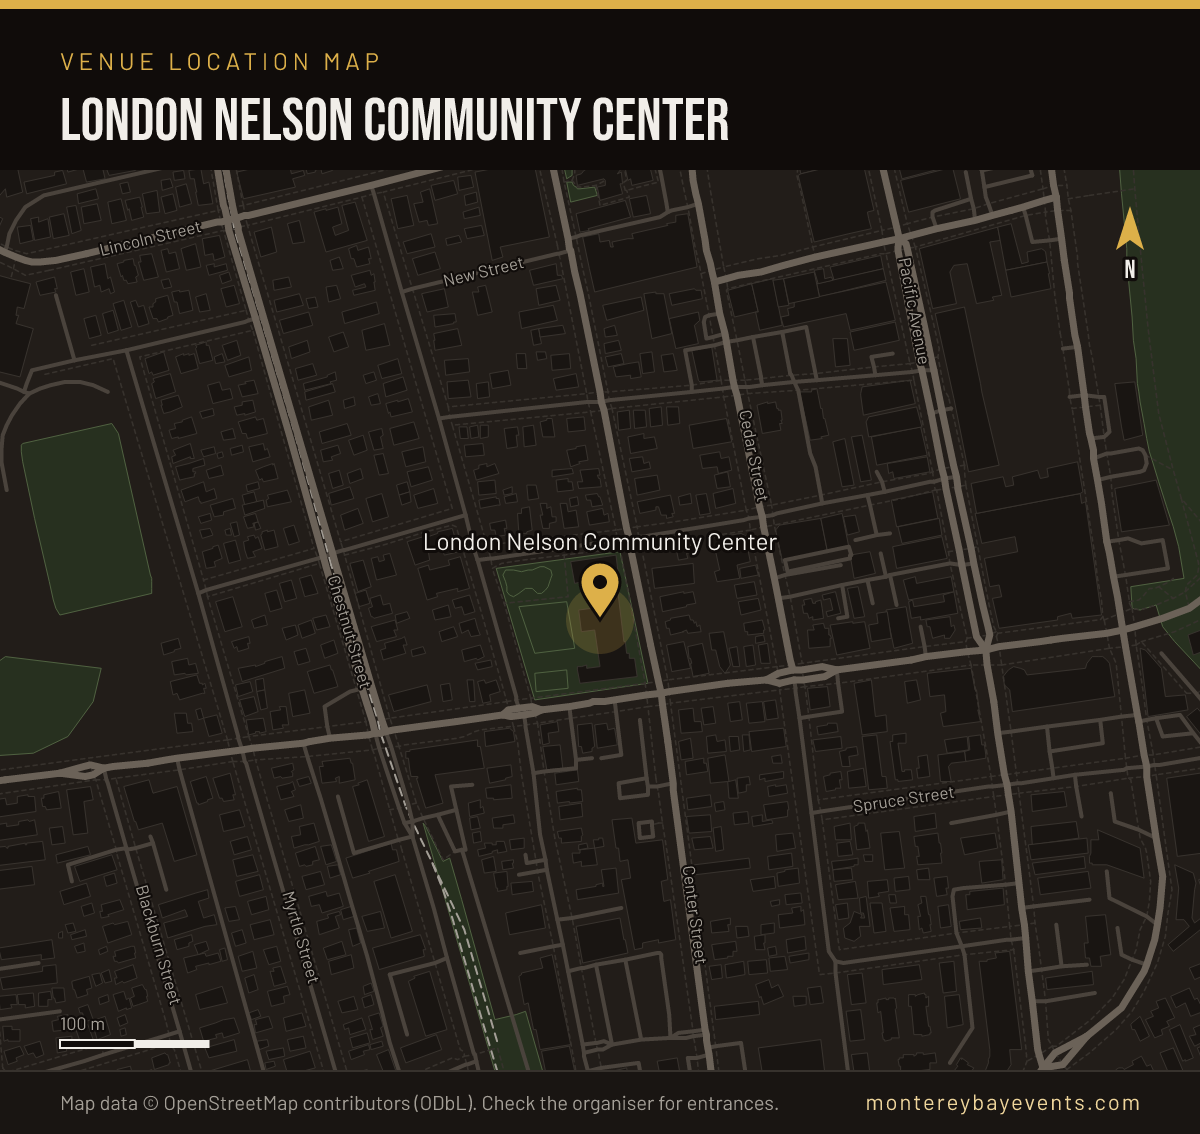 VENUE LOCATION MAP
LONDON NELSON COMMUNITY CENTER
Lincoln Street
New Street
Pacific Avenue
N
Cedar Street
London Nelson Community Center
Chestnut Street
Spruce Street
Blackburn Street
Myrtle Street
Center Street
100 m
Map data © OpenStreetMap contributors (ODbL). Check the organiser for entrances.
montereybayevents.com